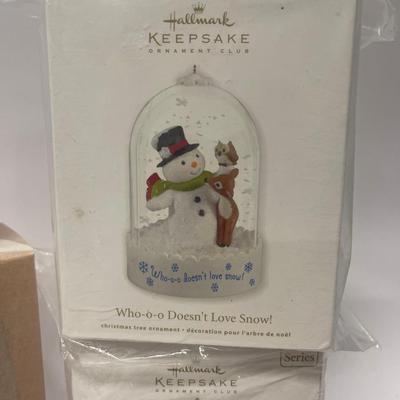 Hallmark
KEEPSAKE
ORNAMENT CLUB
Who-o-o doesn't love snow!
Who-o-o Doesn't Love Snow!
christmas tree ornament • décoration pour l'arbre de noël
Series
Hallmark
KEEPSAKE
ORNAMENT CLUB